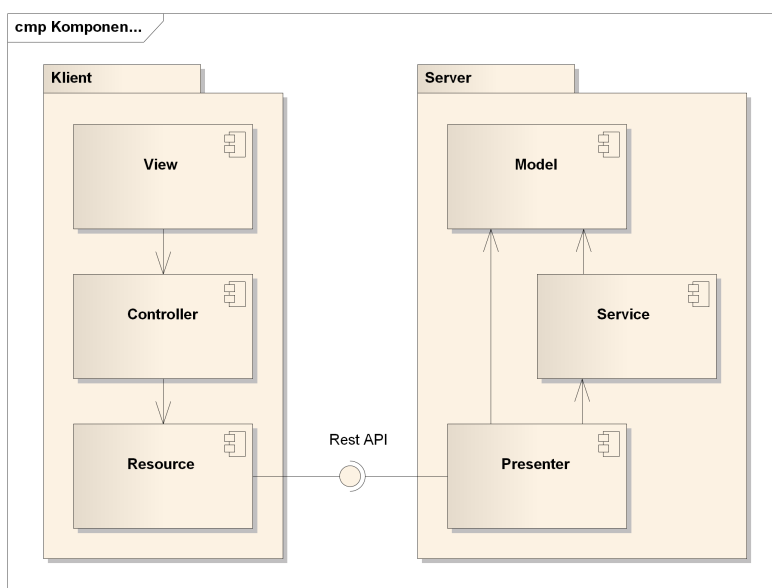 cmp Komponen...
Klient
Server
View
Model
Controller
Service
Rest API
Resource
Presenter